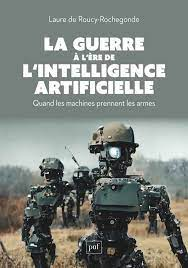 Laure de Roucy-Rochegonde
LA GUERRE
À L'ÈRE DE
L'INTELLIGENCE
ARTIFICIELLE
Quand les machines prennent les armes
puf